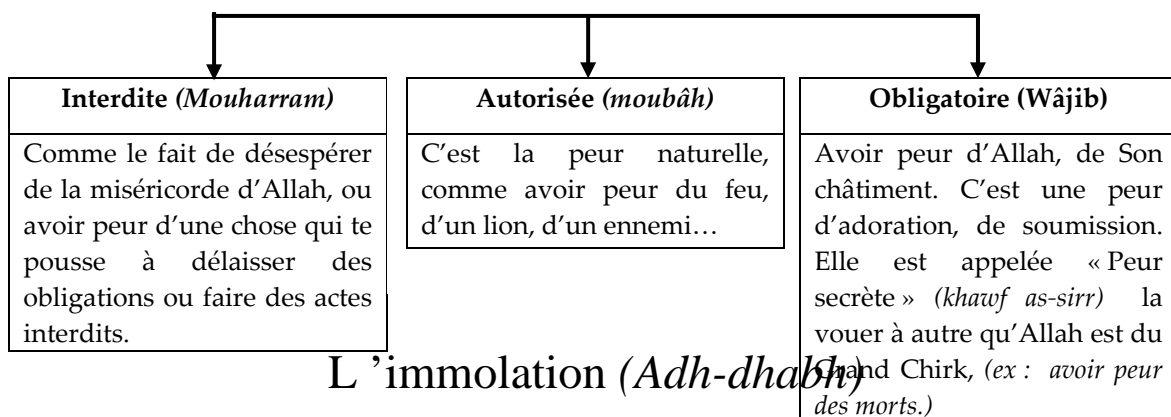 Interdite (Mouharram)
Comme le fait de désespérer
de la miséricorde d’Allah, ou
avoir peur d’une chose qui te
pousse à délaisser des
obligations ou faire des actes
interdits.
Autorisée (moubâh)
C’est la peur naturelle,
comme avoir peur du feu,
d’un lion, d’un ennemi…
Obligatoire (Wâjib)
Avoir peur d’Allah, de Son
châtiment. C’est une peur
d’adoration, de soumission.
Elle est appelée « Peur
secrète » (khawf as-sirr) la
vouer à autre qu’Allah est du
Grand Chirk, (ex : avoir peur
des morts.)
L ’immolation (Adh-dhabh)